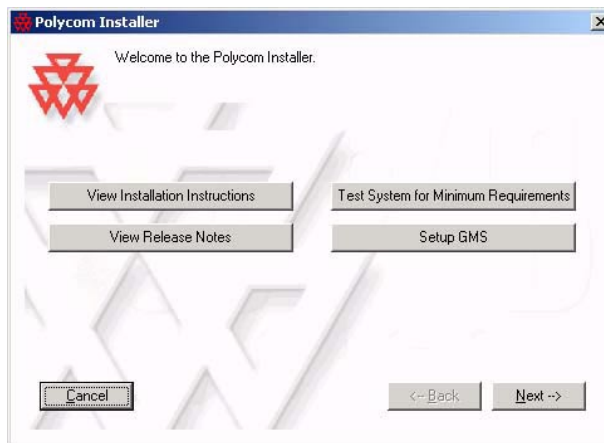 Polycom Installer
Welcome to the Polycom Installer.
View Installation Instructions
Test System for Minimum Requirements
View Release Notes
Setup GMS
Cancel
<-- Back
Next -->